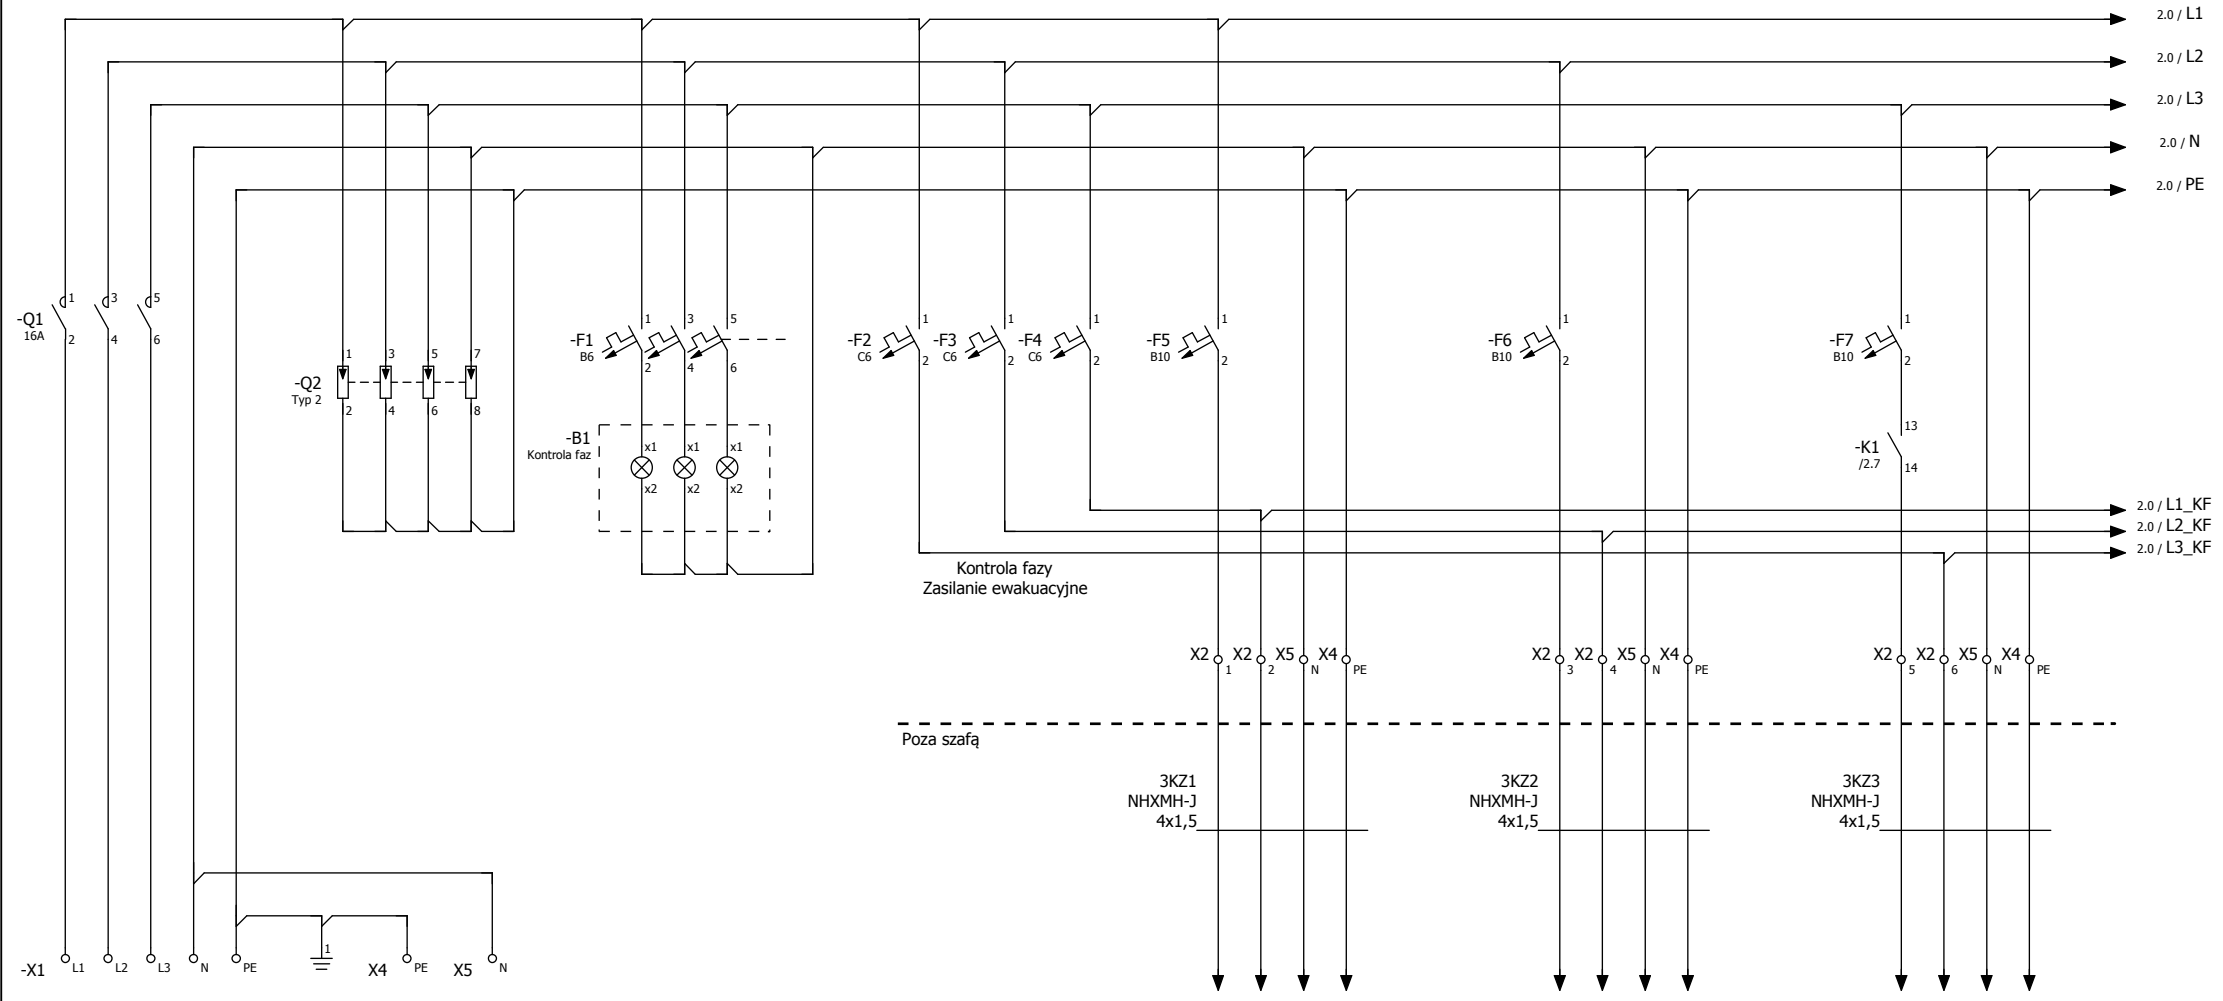 2.0 / L1
2.0 / L2
2.0 / L3
2.0 / N
2.0 / PE
-Q1
16A
1
2
3
4
5
6
-Q2
Typ 2
1
2
3
4
5
6
7
8
-F1
B6
1
2
3
4
5
6
-B1
Kontrola faz
x1
x2
x1
x2
x1
x2
-F2
C6
1
2
-F3
C6
1
2
-F4
C6
1
2
-F5
B10
1
2
-F6
B10
1
2
-F7
B10
1
2
-K1
/2.7
13
14
2.0 / L1_KF
2.0 / L2_KF
2.0 / L3_KF
Kontrola fazy
Zasilanie ewakuacyjne
X2
1
X2
2
X5
N
X4
PE
X2
3
X2
4
X5
N
X4
PE
X2
5
X2
6
X5
N
X4
PE
Poza szafą
3KZ1
NHXMH-J
4x1,5
3KZ2
NHXMH-J
4x1,5
3KZ3
NHXMH-J
4x1,5
-X1
L1
L2
L3
N
PE
1
X4
PE
X5
N